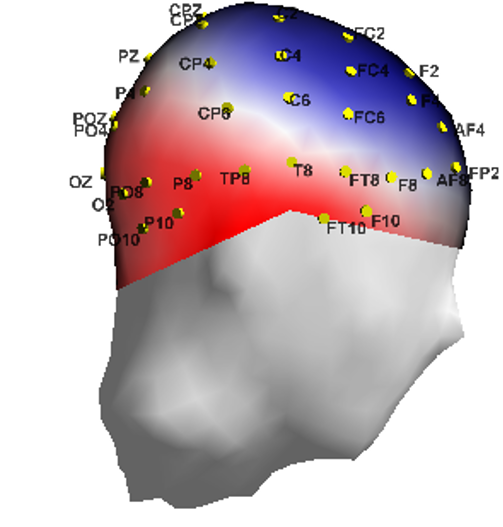 CPZ
CP2
C2
FC2
PZ
CP4
C4
FC4
F2
P4
C6
F4
CP6
FC6
POZ
PO4
AF4
OZ
PO8
P8
TP8
T8
FT8
F8
AF8
FP2
O2
P10
PO10
FT10
F10